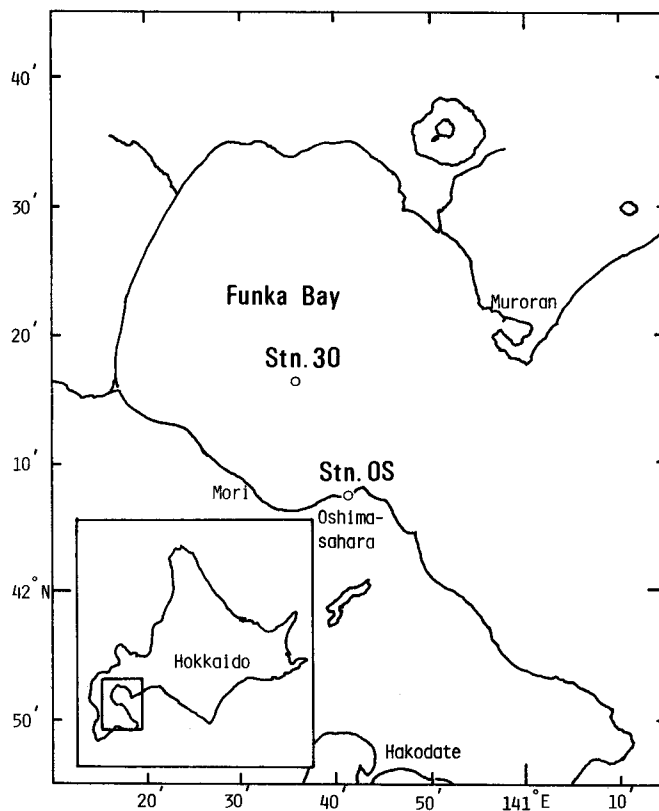 40′
30′
Muroran
Funka Bay
20′
Stn. 30
10′
Stn. OS
Mori
Oshima-
sahara
42°N
Hokkaido
50′
Hakodate
20′
30′
40′
50′
141°E
10′